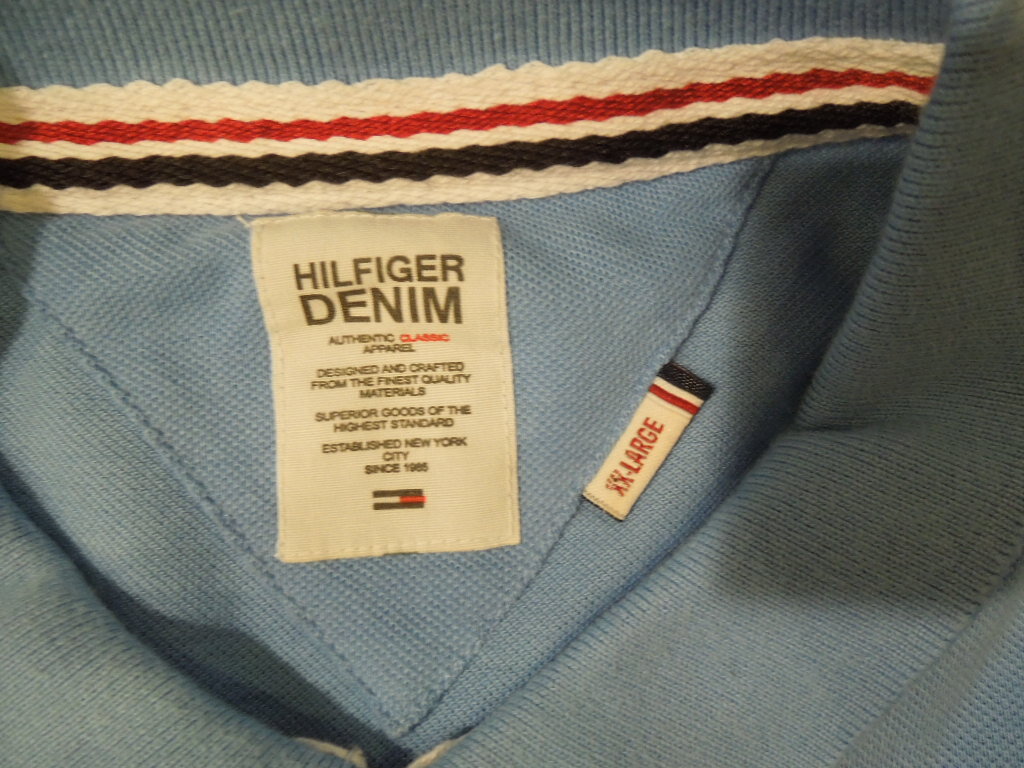 HILFIGER
DENIM
AUTHENTIC CLASSIC
APPAREL
DESIGNED AND CRAFTED
FROM THE FINEST QUALITY
MATERIALS
SUPERIOR GOODS OF THE
HIGHEST STANDARD
ESTABLISHED NEW YORK
CITY
SINCE 1985
XX-LARGE